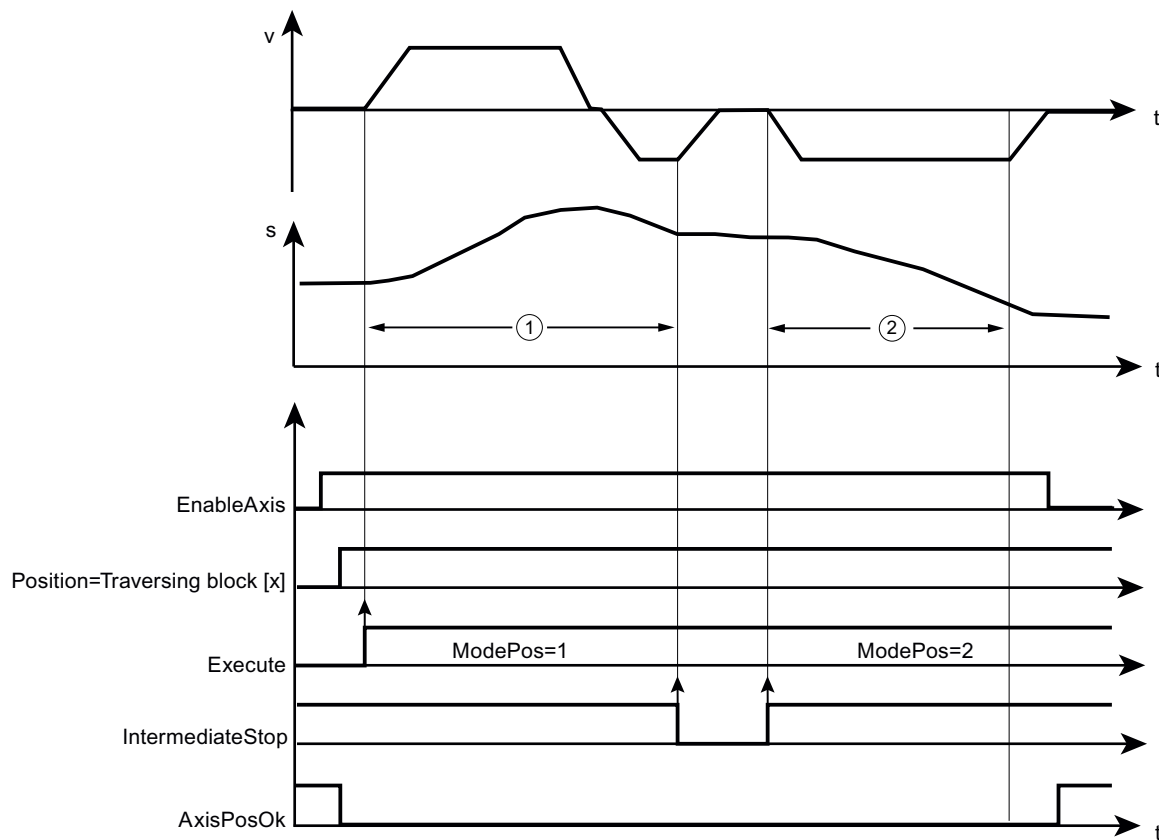 v
t
s
1
2
t
EnableAxis
Position=Traversing block [x]
ModePos=1
ModePos=2
Execute
IntermediateStop
AxisPosOk
t